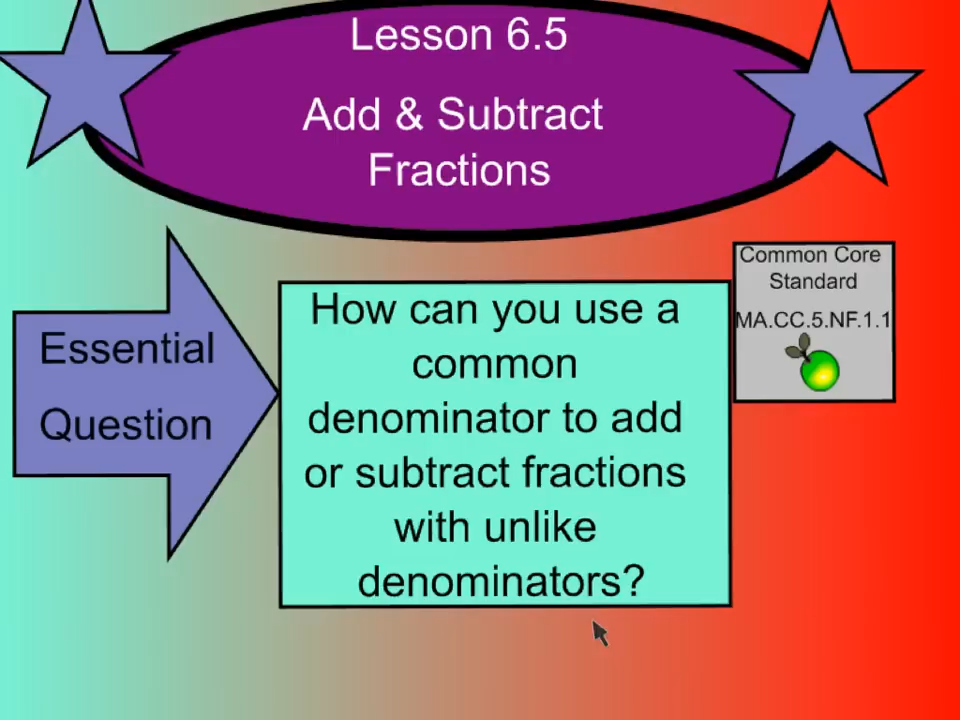 Lesson 6.5
Add & Subtract
Fractions
Essential
Question
How can you use a
common
denominator to add
or subtract fractions
with unlike
denominators?
Common Core
Standard
MA.CC.5.NF.1.1